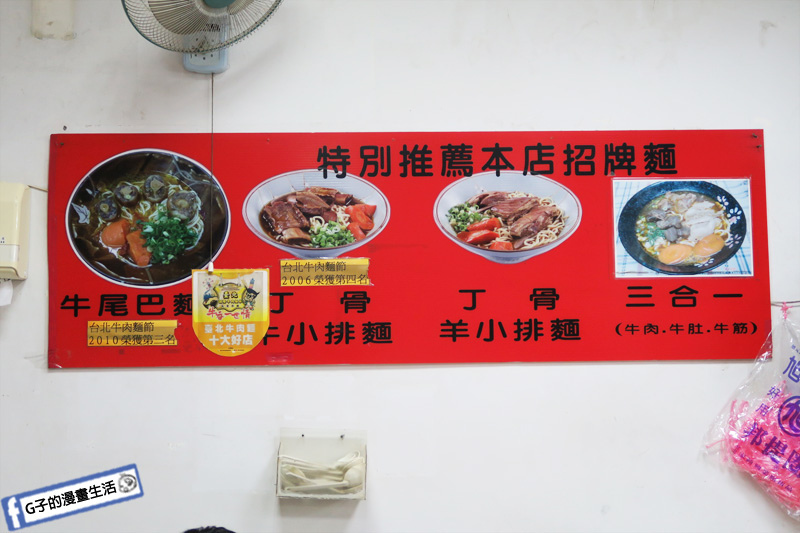 特別推薦本店招牌麵
牛尾巴麵
台北牛肉麵節
2010榮獲第三名
臺北牛肉麵
十大好店
台北牛肉麵節
2006榮獲第四名
丁骨
牛小排麵
丁骨
羊小排麵
三合一
(牛肉.牛肚.牛筋)
G子的漫畫生活